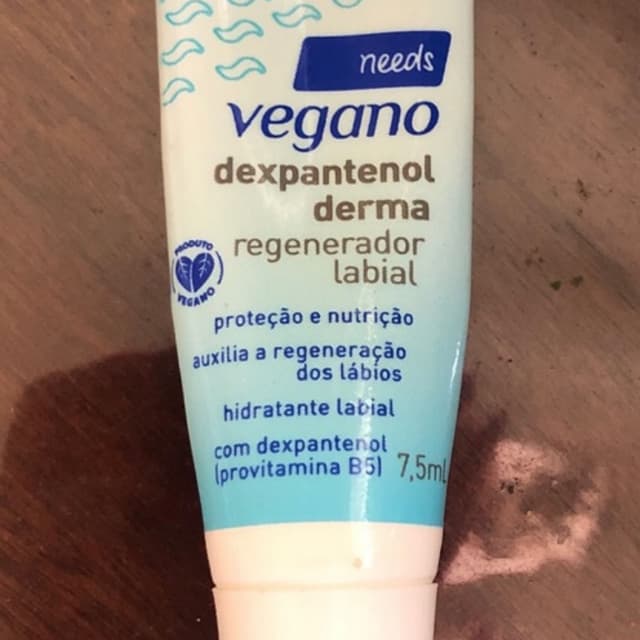 needs
vegano
dexpantenol
derma
regenerador
labial
PRODUTO
VEGANO
proteção e nutrição
auxilia a regeneração
dos lábios
hidratante labial
com dexpantenol
(provitamina B5) 7,5mL